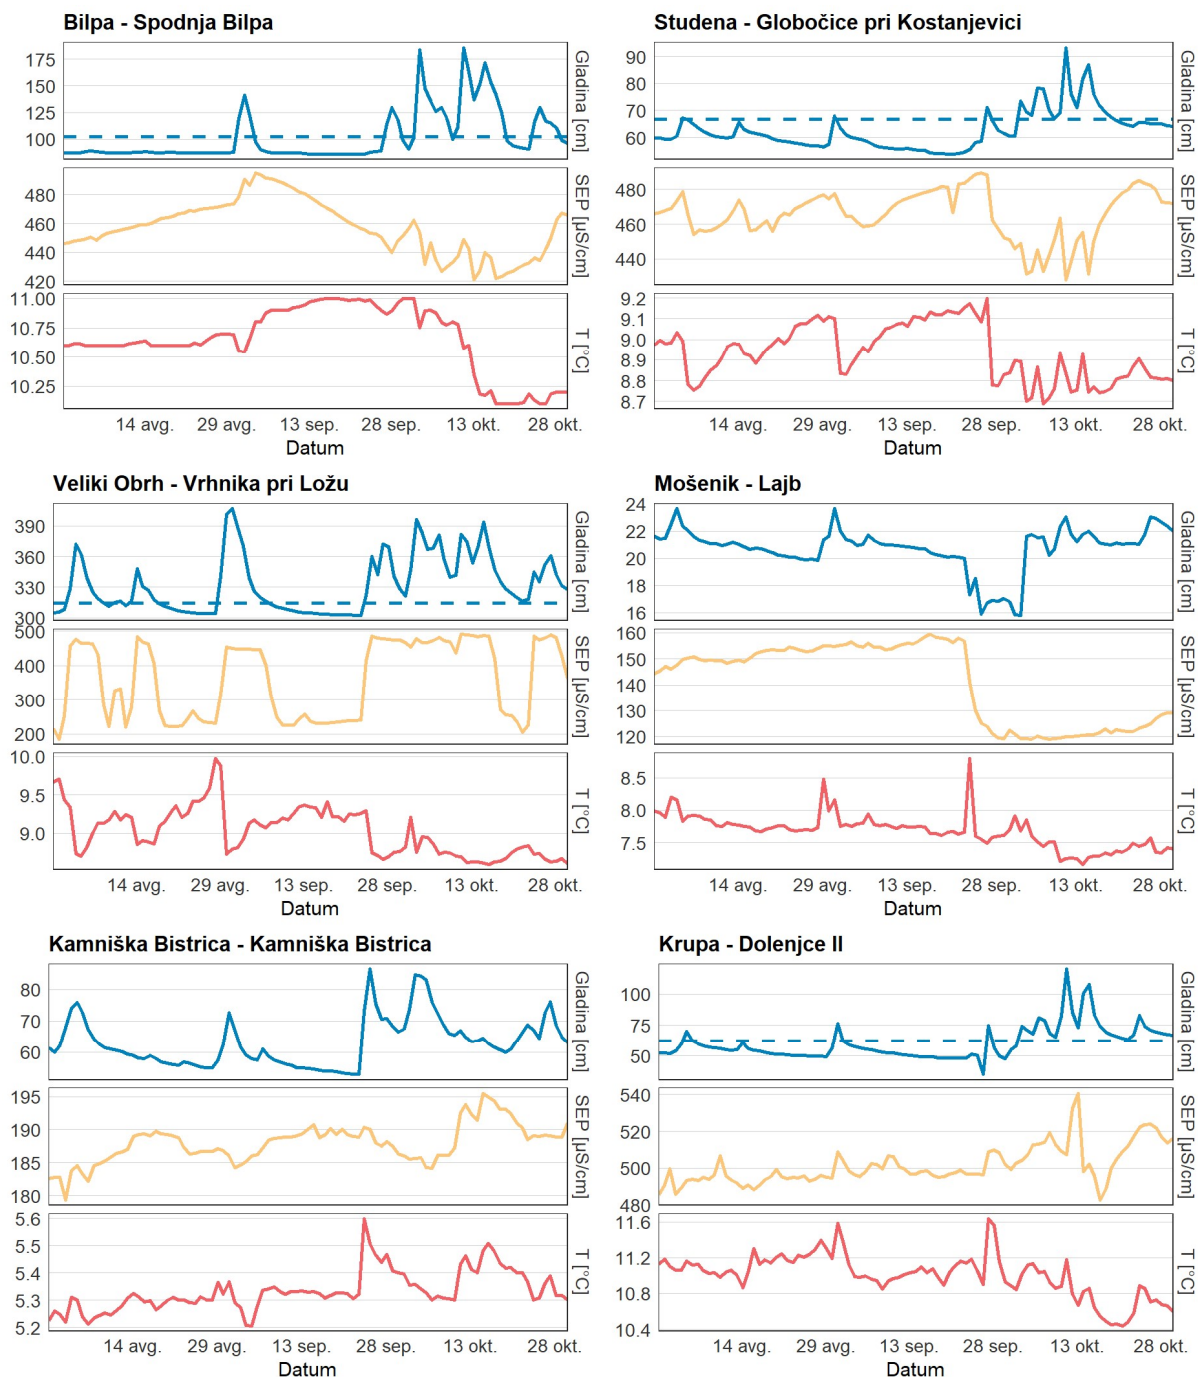 Bilpa - Spodnja Bilpa
175
150
125
100
Gladina [cm]
480
460
440
420
SEP [µS/cm]
11.00
10.75
10.50
10.25
T [°C]
14 avg. 29 avg. 13 sep. 28 sep. 13 okt. 28 okt.
Datum
Studena - Globočice pri Kostanjevici
90
80
70
60
Gladina [cm]
480
460
440
SEP [µS/cm]
9.2
9.1
9.0
8.9
8.8
8.7
T [°C]
14 avg. 29 avg. 13 sep. 28 sep. 13 okt. 28 okt.
Datum
Veliki Obrh - Vrhnika pri Ložu
390
360
330
300
Gladina [cm]
500
400
300
200
SEP [µS/cm]
10.0
9.5
9.0
T [°C]
14 avg. 29 avg. 13 sep. 28 sep. 13 okt. 28 okt.
Datum
Mošenik - Lajb
24
22
20
18
16
Gladina [cm]
160
150
140
130
120
SEP [µS/cm]
8.5
8.0
7.5
T [°C]
14 avg. 29 avg. 13 sep. 28 sep. 13 okt. 28 okt.
Datum
Kamniška Bistrica - Kamniška Bistrica
80
70
60
Gladina [cm]
195
190
185
180
SEP [µS/cm]
5.6
5.5
5.4
5.3
5.2
T [°C]
14 avg. 29 avg. 13 sep. 28 sep. 13 okt. 28 okt.
Datum
Krupa - Dolenjce II
100
75
50
Gladina [cm]
540
520
500
480
SEP [µS/cm]
11.6
11.2
10.8
10.4
T [°C]
14 avg. 29 avg. 13 sep. 28 sep. 13 okt. 28 okt.
Datum